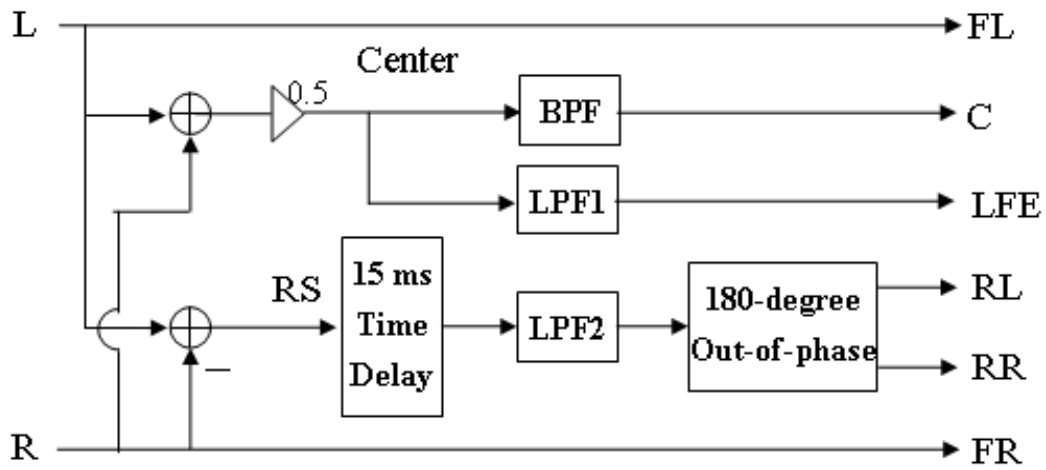 L
FL
Center
0.5
BPF
C
LPF1
LFE
RS
15 ms
Time
Delay
LPF2
180-degree
Out-of-phase
RL
RR
R
FR